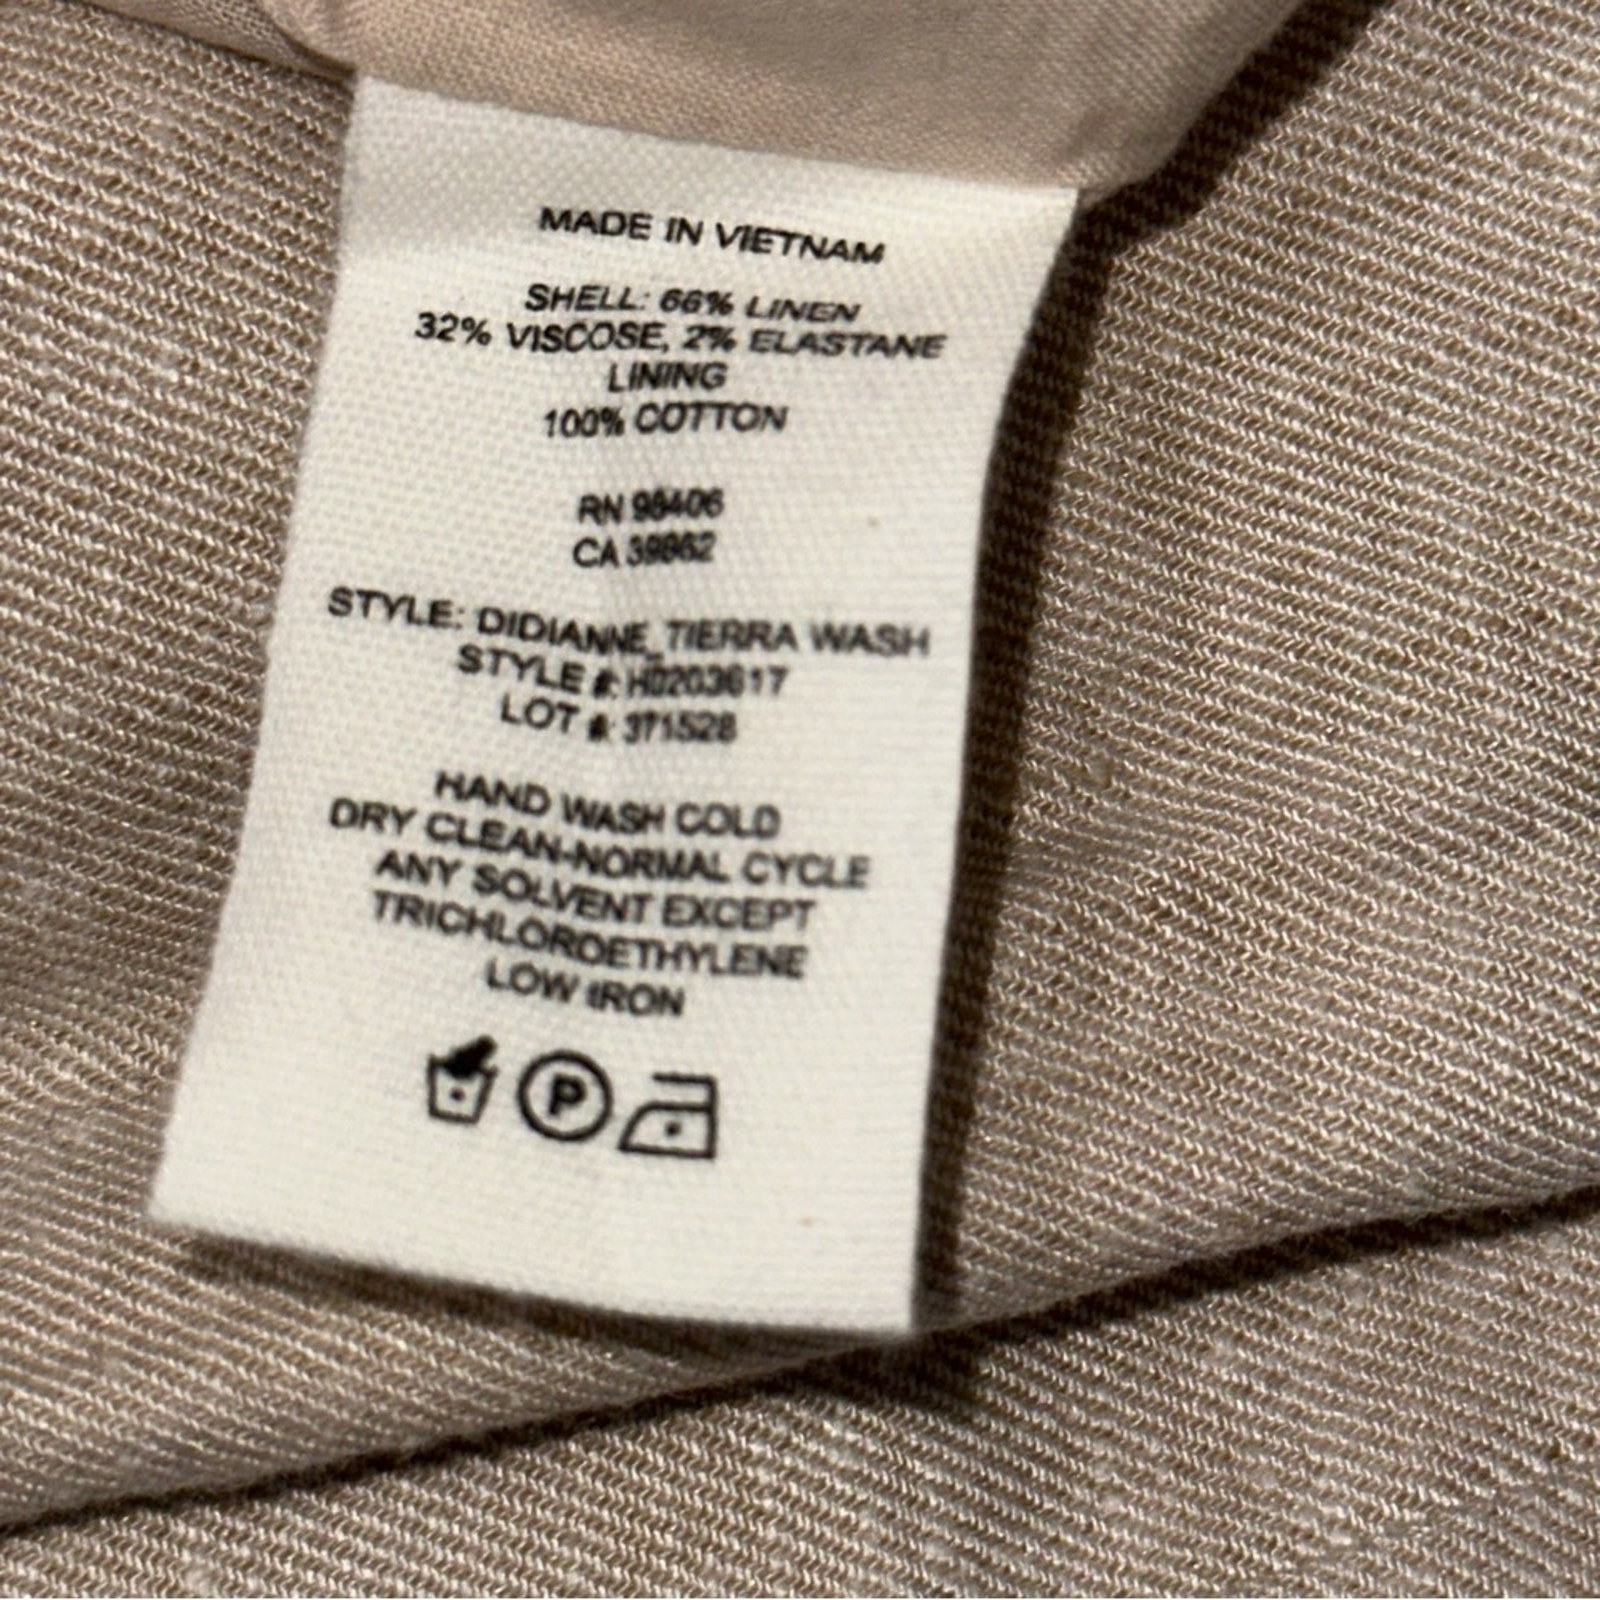 MADE IN VIETNAM
SHELL: 66% LINEN
32% VISCOSE, 2% ELASTANE
LINING
100% COTTON
RN 98406
CA 39962
STYLE: DIDIANNE_TIERRA WASH
STYLE #: H0203617
LOT #: 371528
HAND WASH COLD
DRY CLEAN-NORMAL CYCLE
ANY SOLVENT EXCEPT
TRICHLOROETHYLENE
LOW IRON
P